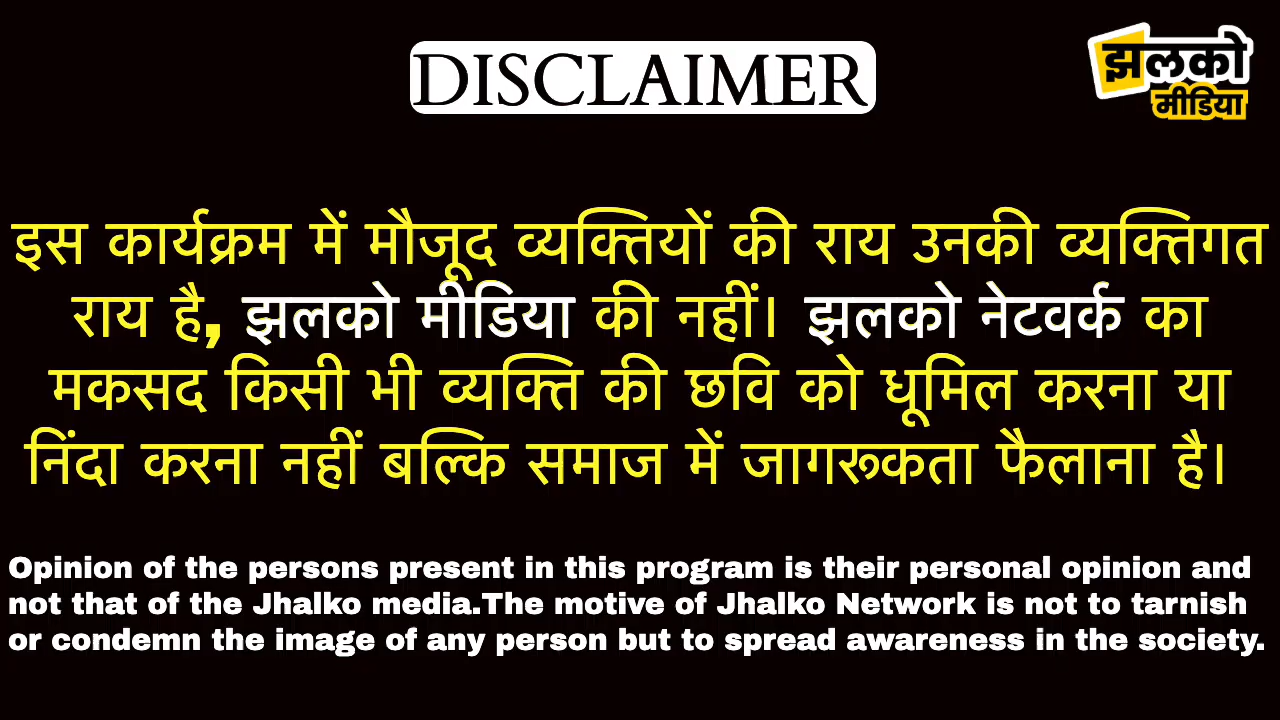 DISCLAIMER
झलको
मीडिया
इस कार्यक्रम में मौजूद व्यक्तियों की राय उनकी व्यक्तिगत
राय है, झलको मीडिया की नहीं। झलको नेटवर्क का
मकसद किसी भी व्यक्ति की छवि को धूमिल करना या
निंदा करना नहीं बल्कि समाज में जागरूकता फैलाना है।
Opinion of the persons present in this program is their personal opinion and
not that of the Jhalko media.The motive of Jhalko Network is not to tarnish
or condemn the image of any person but to spread awareness in the society.